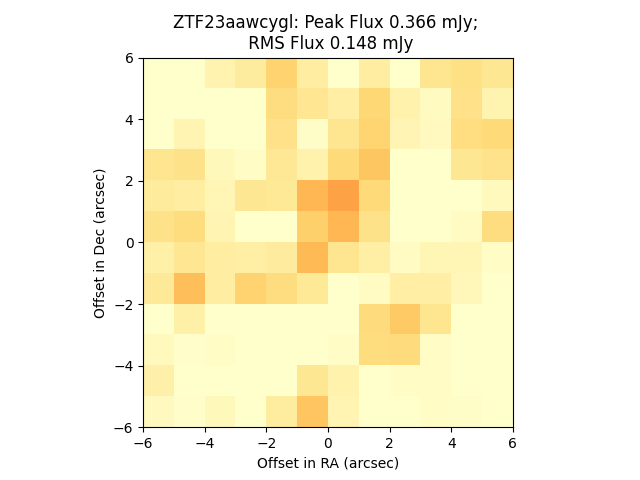 ZTF23aawcygl: Peak Flux 0.366 mJy;
RMS Flux 0.148 mJy
6
4
2
0
−2
−4
−6
Offset in Dec (arcsec)
−6 −4 −2 0 2 4 6
Offset in RA (arcsec)